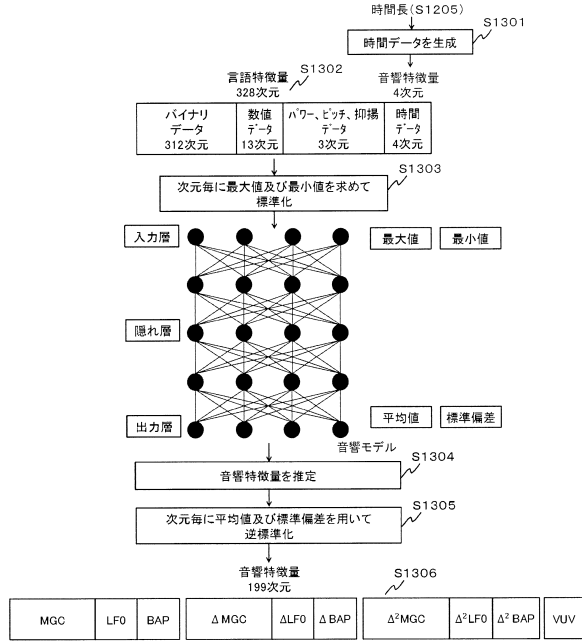 時間長(S1205)
S1301
時間データを生成
S1302
言語特徴量
328次元
音響特徴量
4次元
バイナリ
データ
312次元
数値
データ
13次元
パワー、ピッチ、抑揚
データ
3次元
時間
データ
4次元
S1303
次元毎に最大値及び最小値を求めて
標準化
入力層
最大値
最小値
隠れ層
出力層
平均値
標準偏差
音響モデル
S1304
音響特徴量を推定
S1305
次元毎に平均値及び標準偏差を用いて
逆標準化
音響特徴量
199次元
S1306
MGC
LF0
BAP
Δ MGC
ΔLF0
Δ BAP
Δ²MGC
Δ²LF0
Δ² BAP
VUV